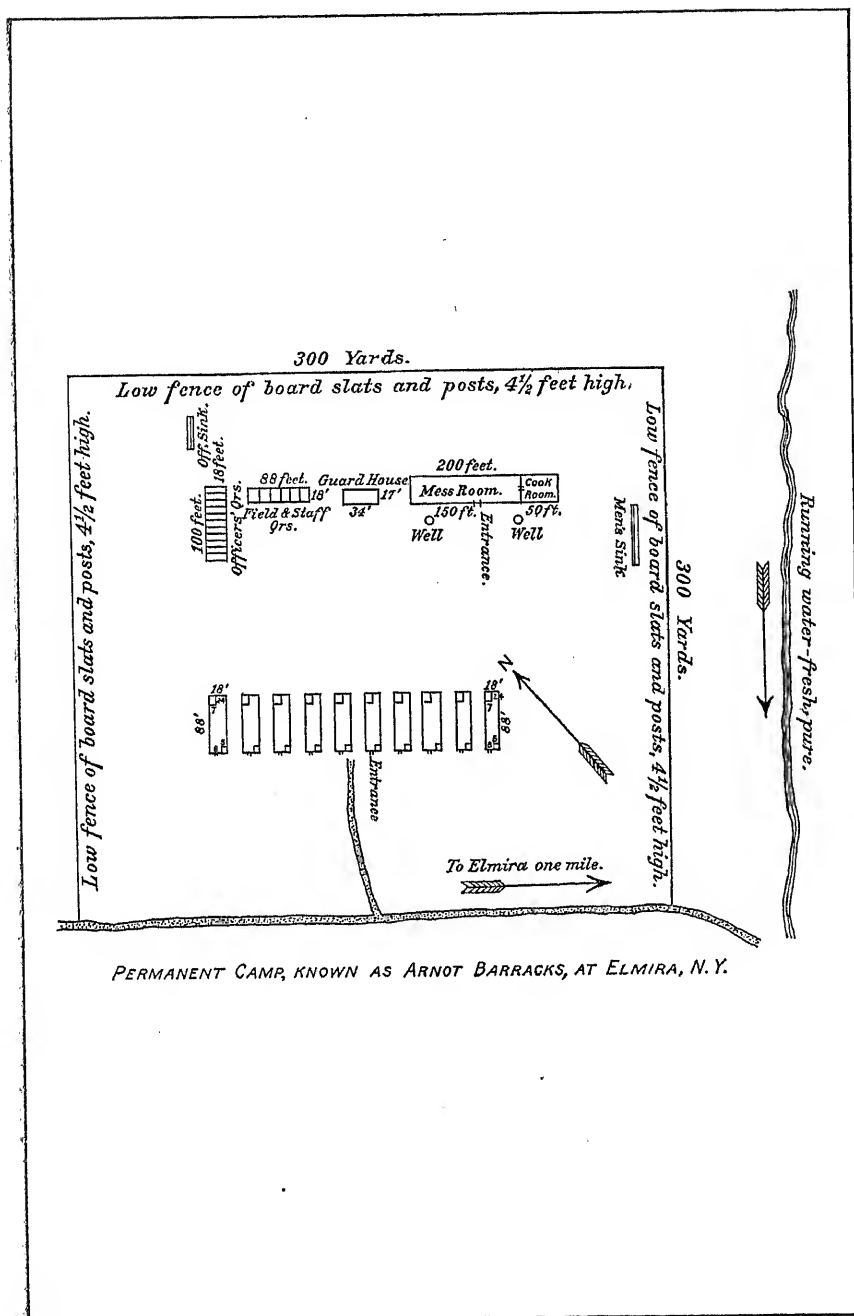 300 Yards.
Low fence of board slats and posts, 4½ feet high.
Low fence of board slats and posts, 4½ feet high.
Off. Sink.
18 feet.
100 feet.
Officers' Qrs.
88 feet.
18'
Field & Staff
Qrs.
Guard House
17'
34'
200 feet.
Mess Room.
Cook
Room.
150 ft.
50 ft.
Well
Entrance.
Well
Men's Sink
Low fence of board slats and posts, 4½ feet high.
300 Yards.
Running water-fresh, pure.
N
18'
88'
7
18'
88'
7
Entrance
To Elmira one mile.
PERMANENT CAMP, KNOWN AS ARNOT BARRACKS, AT ELMIRA, N.Y.